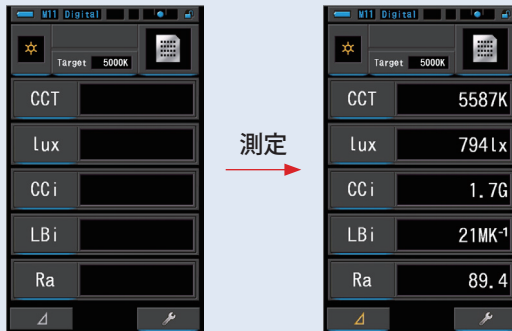 M11 Digital
Target 5000K
CCT
lux
CCi
LBi
Ra
測定
M11 Digital
Target 5000K
CCT 5587K
lux 794lx
CCi 1.7G
LBi 21MK⁻¹
Ra 89.4